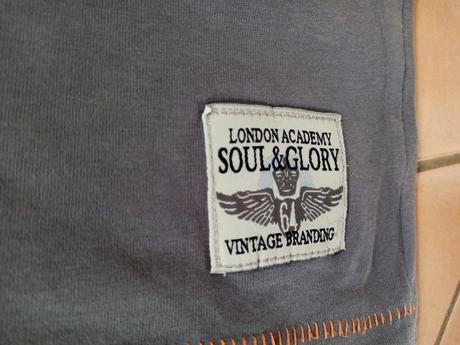 LONDON ACADEMY
SOUL&GLORY
64
VINTAGE BRANDING